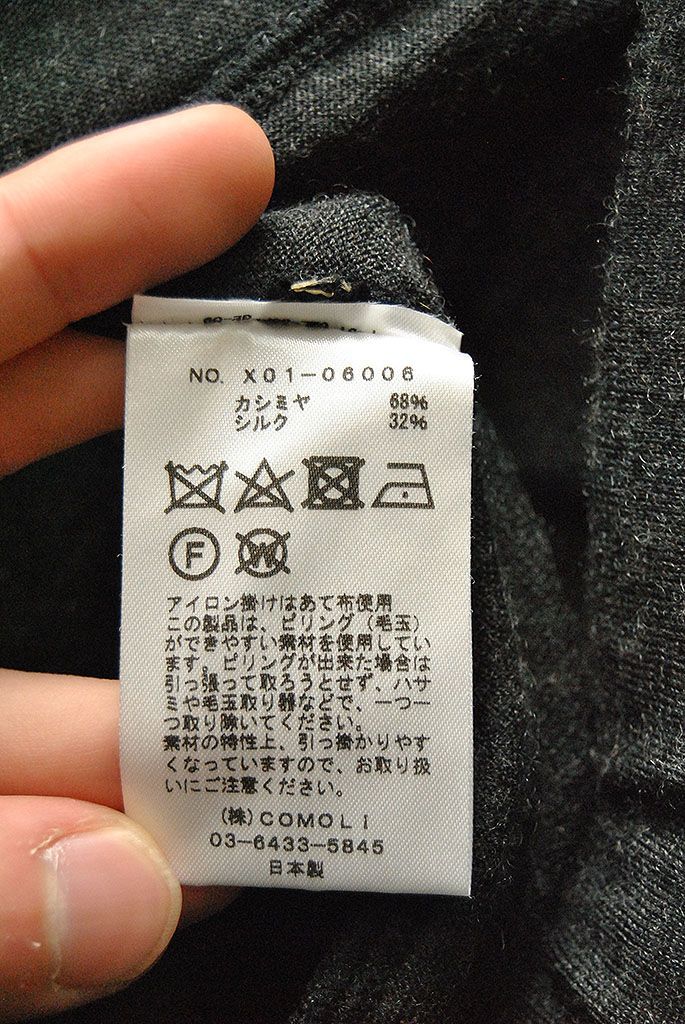 NO. X01-06006
カシミヤ 68%
シルク 32%
F W
アイロン掛けはあて布使用
この製品は、ピリング(毛玉)
ができやすい素材を使用してい
ます。ピリングが出来た場合は
引っ張って取ろうとせず、ハサ
ミや毛玉取り器などで、一つ一
つ取り除いてください。
素材の特性上、引っ掛かりやす
くなっていますので、お取り扱
いにご注意ください。
(株)COMOLI
03-6433-5845
日本製